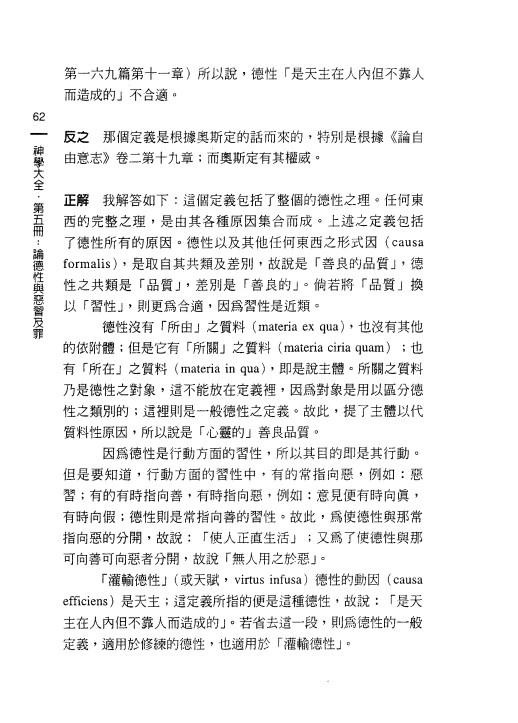 第一六九篇第十一章）所以說，德性「是天主在人內但不靠人
而造成的」不合適。
62
神學大全．第五冊：論德性與惡習及罪
反之　那個定義是根據奧斯定的話而來的，特別是根據《論自
由意志》卷二第十九章；而奧斯定有其權威。
正解　我解答如下：這個定義包括了整個的德性之理。任何東
西的完整之理，是由其各種原因集合而成。上述之定義包括
了德性所有的原因。德性以及其他任何東西之形式因（causa
formalis），是取自其共類及差別，故說是「善良的品質」，德
性之共類是「品質」，差別是「善良的」。倘若將「品質」換
以「習性」，則更爲合適，因爲習性是近類。
德性沒有「所由」之質料（materia ex qua），也沒有其他
的依附體；但是它有「所關」之質料（materia ciria quam）；也
有「所在」之質料（materia in qua），即是說主體。所關之質料
乃是德性之對象，這不能放在定義裡，因爲對象是用以區分德
性之類別的；這裡則是一般德性之定義。故此，提了主體以代
質料性原因，所以說是「心靈的」善良品質。
因爲德性是行動方面的習性，所以其目的即是其行動。
但是要知道，行動方面的習性中，有的常指向惡，例如：惡
習；有的有時指向善，有時指向惡，例如：意見便有時向眞，
有時向假；德性則是常指向善的習性。故此，爲使德性與那常
指向惡的分開，故說：「使人正直生活」；又爲了使德性與那
可向善可向惡者分開，故說「無人用之於惡」。
「灌輸德性」（或天賦，virtus infusa）德性的動因（causa
efficiens）是天主；這定義所指的便是這種德性，故說：「是天
主在人內但不靠人而造成的」。若省去這一段，則爲德性的一般
定義，適用於修練的德性，也適用於「灌輸德性」。